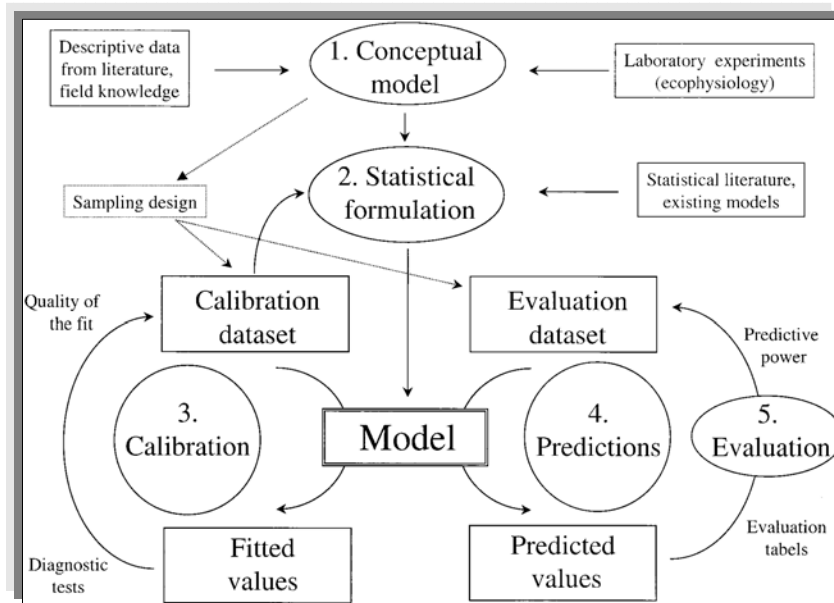 Descriptive data
from literature,
field knowledge
1. Conceptual
model
Laboratory experiments
(ecophysiology)
Sampling design
2. Statistical
formulation
Statistical literature,
existing models
Quality of
the fit
Calibration
dataset
Evaluation
dataset
Predictive
power
3.
Calibration
Model
4.
Predictions
5.
Evaluation
Diagnostic
tests
Fitted
values
Predicted
values
Evaluation
tabels